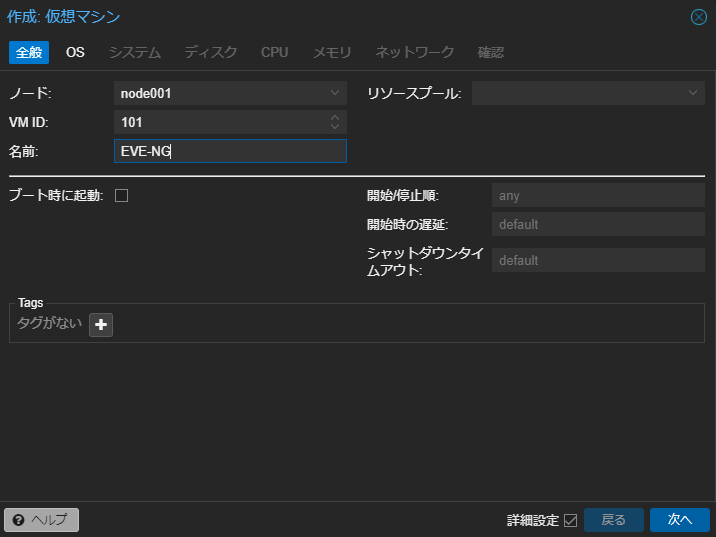 作成: 仮想マシン
全般 OS システム ディスク CPU メモリ ネットワーク 確認
ノード: node001 リソースプール:
VM ID: 101
名前: EVE-NG
ブート時に起動: 開始/停止順: any
開始時の遅延: default
シャットダウンタイ
ムアウト: default
Tags
タグがない
ヘルプ 詳細設定 戻る 次へ